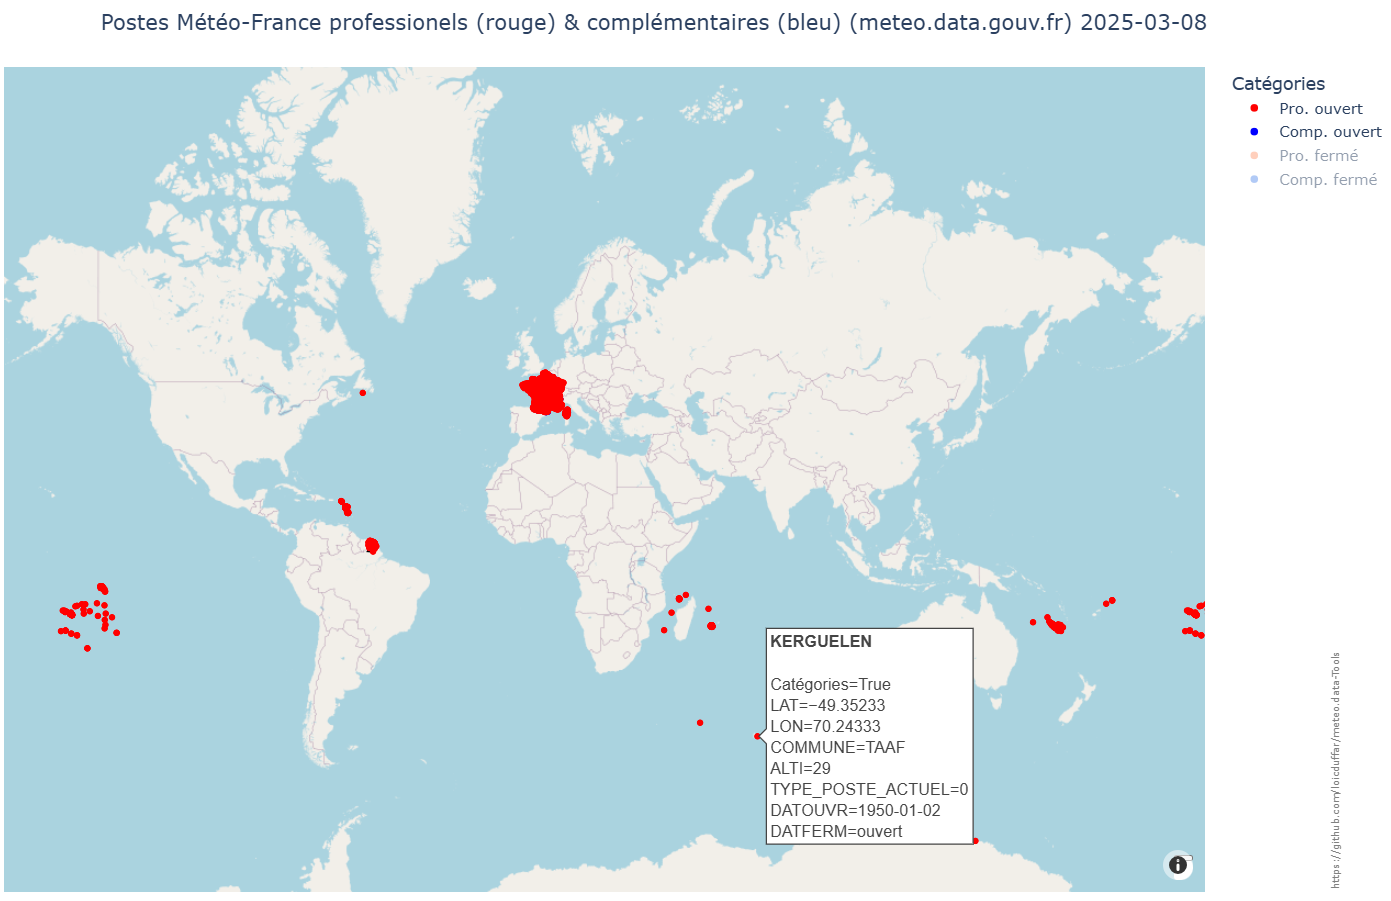 Postes Météo-France professionels (rouge) & complémentaires (bleu) (meteo.data.gouv.fr) 2025-03-08
Catégories
Pro. ouvert
Comp. ouvert
Pro. fermé
Comp. fermé
KERGUELEN
Catégories=True
LAT=−49.35233
LON=70.24333
COMMUNE=TAAF
ALTI=29
TYPE_POSTE_ACTUEL=0
DATOUVR=1950-01-02
DATFERM=ouvert
https://github.com/loicduffar/meteo.data-Tools